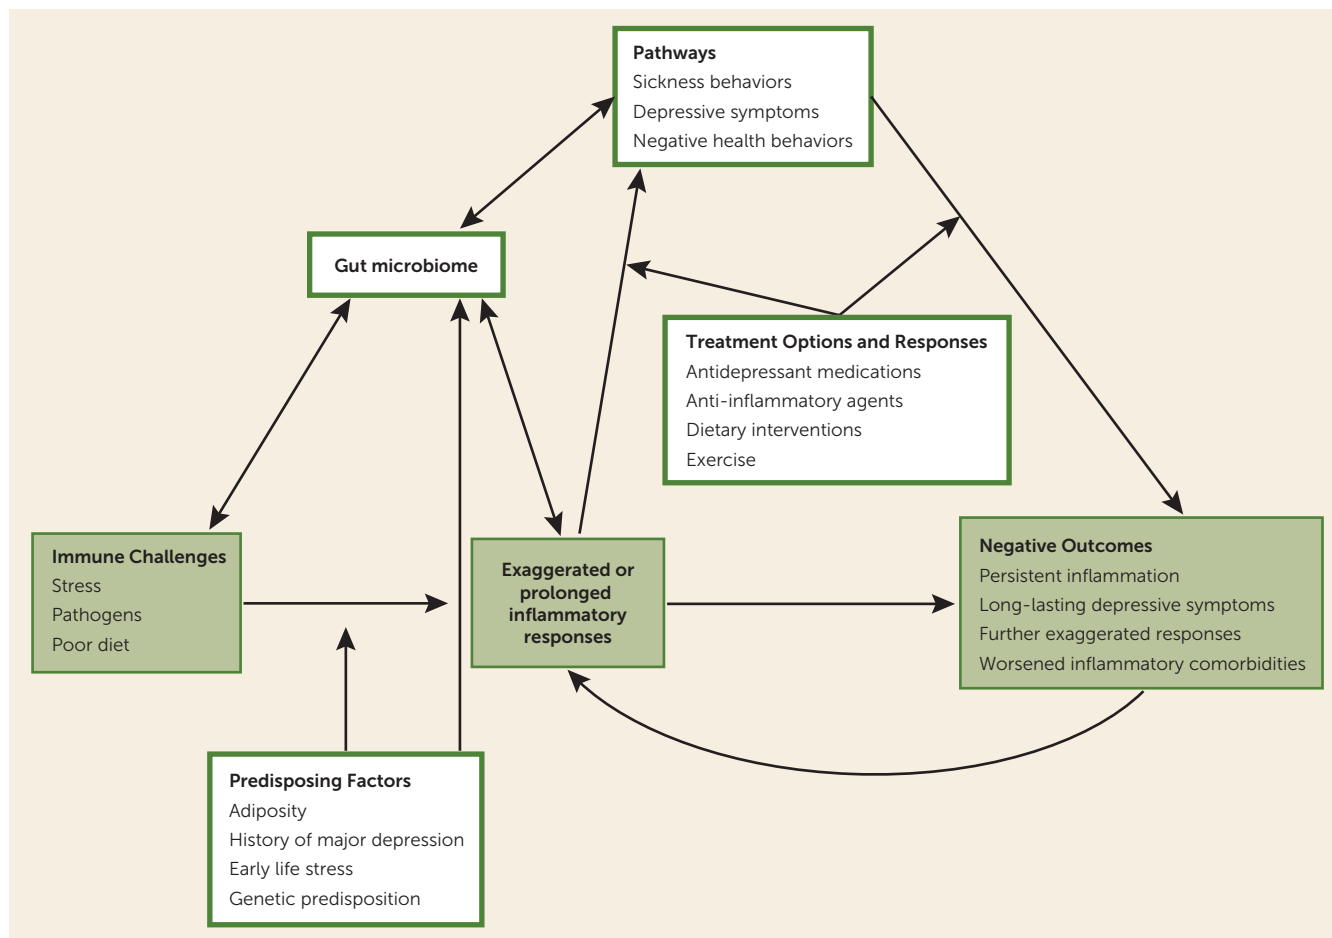 Pathways
Sickness behaviors
Depressive symptoms
Negative health behaviors
Gut microbiome
Treatment Options and Responses
Antidepressant medications
Anti-inflammatory agents
Dietary interventions
Exercise
Immune Challenges
Stress
Pathogens
Poor diet
Exaggerated or
prolonged
inflammatory
responses
Negative Outcomes
Persistent inflammation
Long-lasting depressive symptoms
Further exaggerated responses
Worsened inflammatory comorbidities
Predisposing Factors
Adiposity
History of major depression
Early life stress
Genetic predisposition